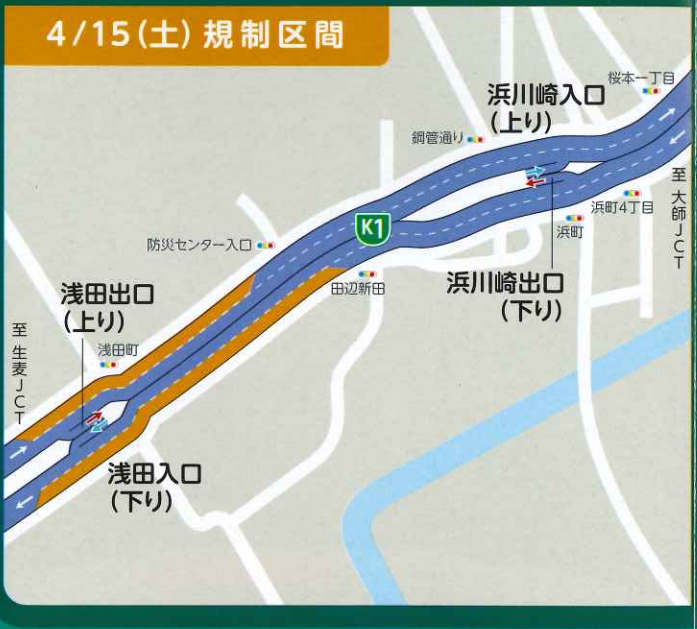 4/15(土)規制区間
桜本一丁目
浜川崎入口
(上り)
鋼管通り
至 大師JCT
浜町4丁目
浜町
K1
防災センター入口
田辺新田
浜川崎出口
(下り)
浅田出口
(上り)
浅田町
至 生麦JCT
浅田入口
(下り)